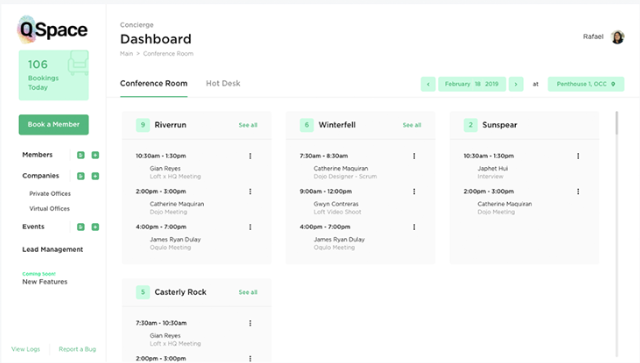 QSpace
106
Bookings
Today
Book a Member
Members
Companies
Private Offices
Virtual Offices
Events
Lead Management
Coming Soon!
New Features
View Logs
Report a Bug
Concierge
Dashboard
Main > Conference Room
Rafael
Conference Room
Hot Desk
< February 18 2019 > at Penthouse 1, OCC
9 Riverrun See all
10:30am - 1:30pm
Gian Reyes
Loft x HQ Meeting
2:00pm - 3:00pm
Catherine Maquiran
Dojo Meeting
4:00pm - 7:00pm
James Ryan Dulay
Oqulo Meeting
6 Winterfell See all
7:30am - 8:30am
Catherine Maquiran
Dojo Designer - Scrum
9:00am - 12:00pm
Gwyn Contreras
Loft Video Shoot
4:00pm - 7:00pm
James Ryan Dulay
Oqulo Meeting
2 Sunspear
10:30am - 1:30pm
Japhet Hui
Interview
2:00pm - 3:00pm
Catherine Maquiran
Dojo Meeting
5 Casterly Rock See all
7:30am - 10:30am
Gian Reyes
Loft x HQ Meeting
2:00pm - 3:00pm